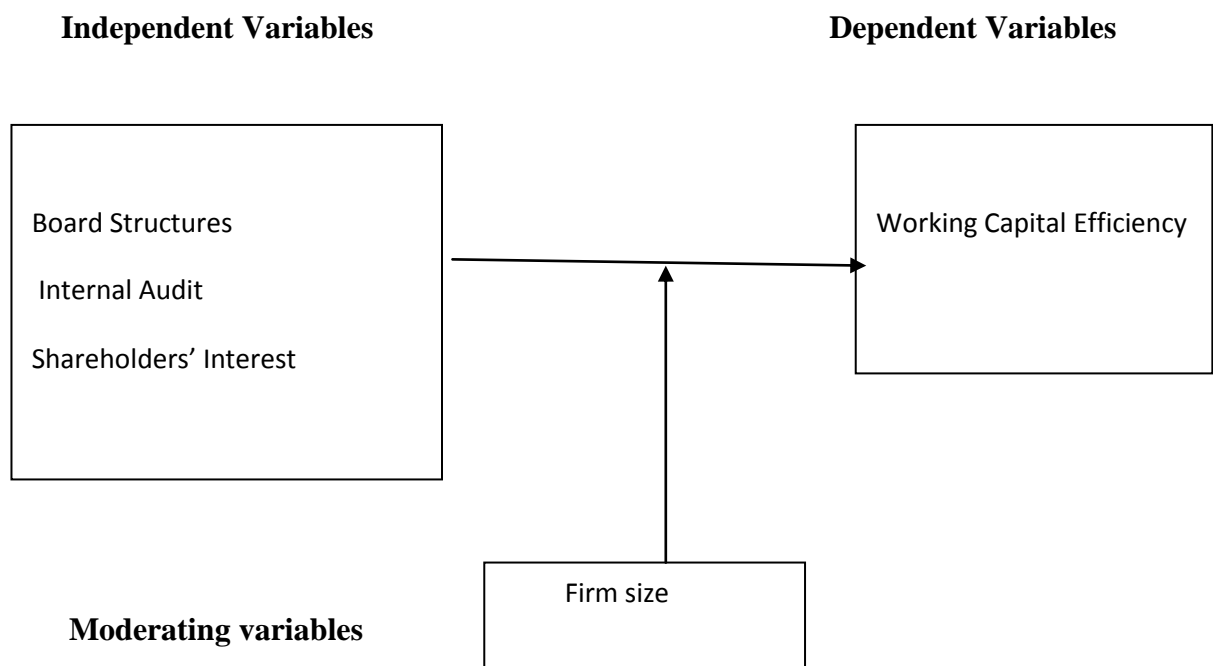 Independent Variables
Dependent Variables
Board Structures
Working Capital Efficiency
Internal Audit
Shareholders’ Interest
Firm size
Moderating variables